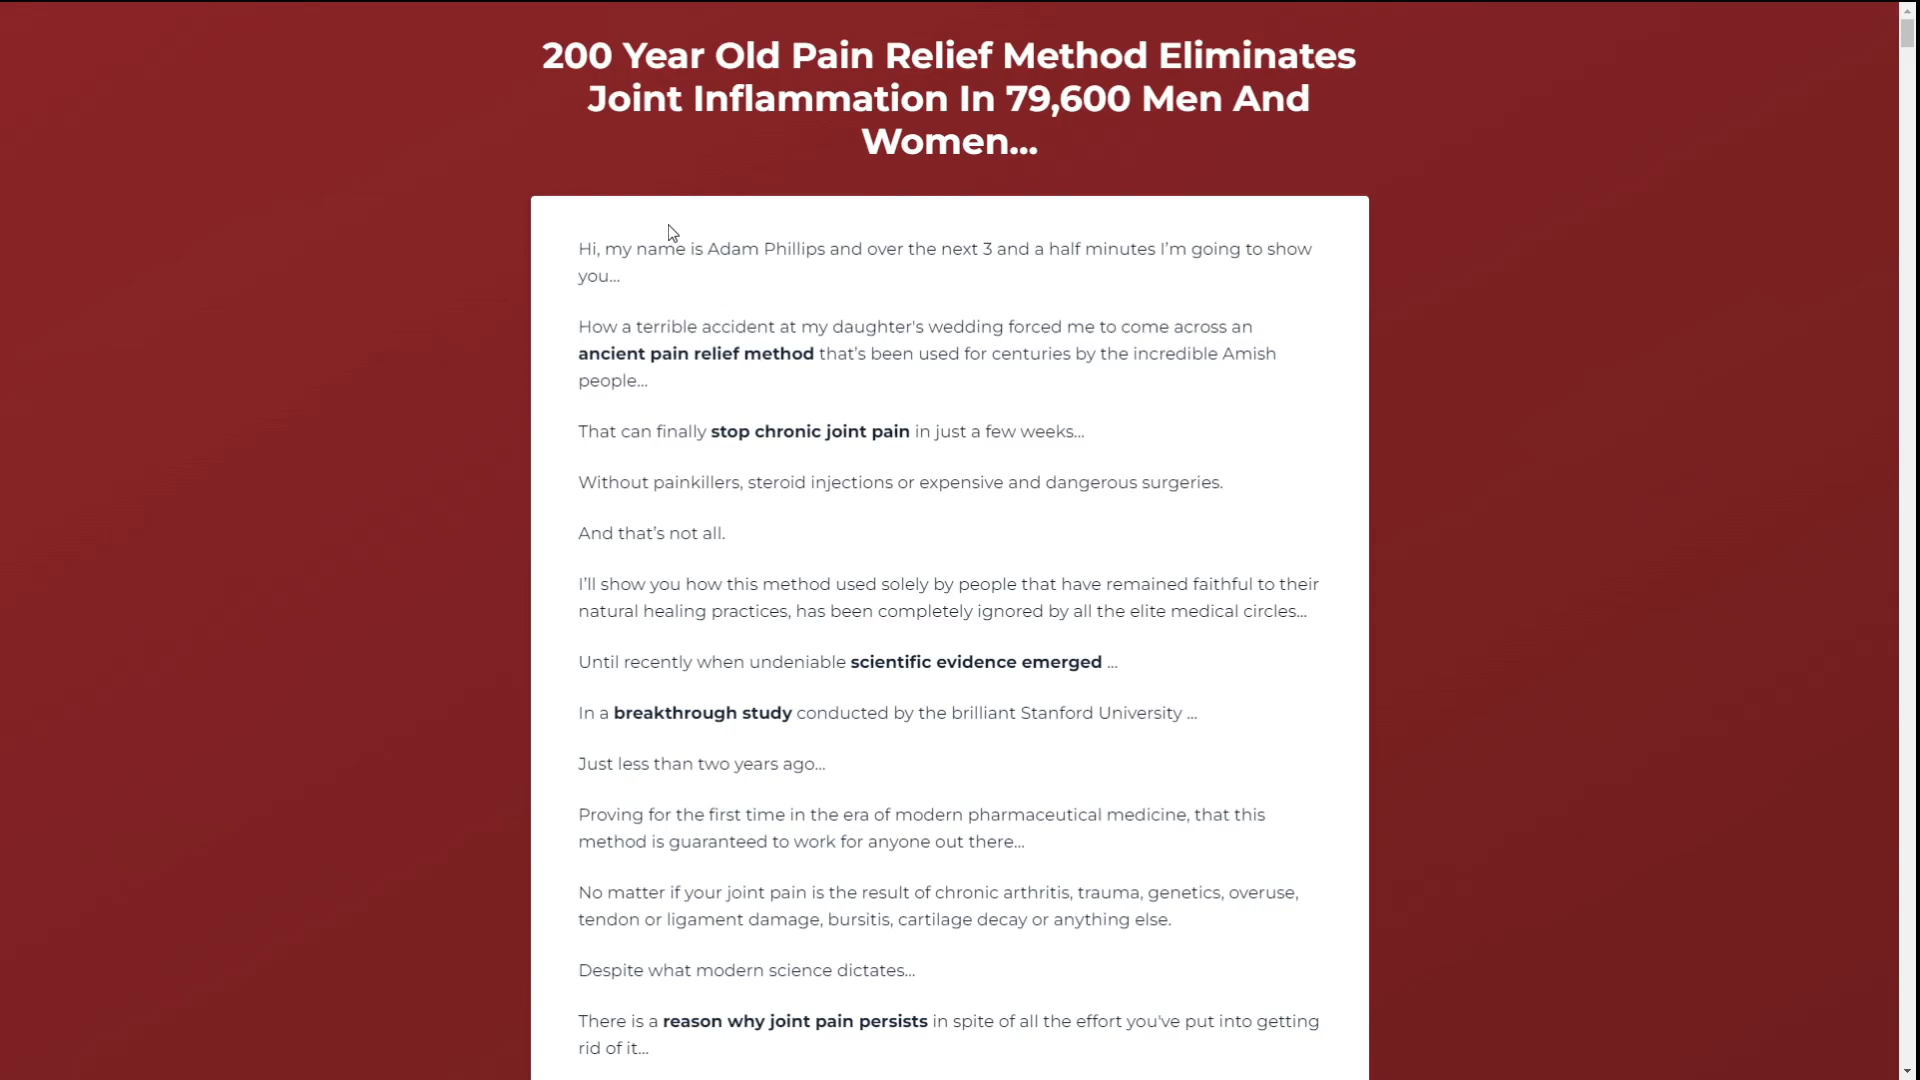 200 Year Old Pain Relief Method Eliminates
Joint Inflammation In 79,600 Men And
Women...
Hi, my name is Adam Phillips and over the next 3 and a half minutes I’m going to show
you...
How a terrible accident at my daughter's wedding forced me to come across an
ancient pain relief method that’s been used for centuries by the incredible Amish
people...
That can finally stop chronic joint pain in just a few weeks...
Without painkillers, steroid injections or expensive and dangerous surgeries.
And that’s not all.
I’ll show you how this method used solely by people that have remained faithful to their
natural healing practices, has been completely ignored by all the elite medical circles...
Until recently when undeniable scientific evidence emerged ...
In a breakthrough study conducted by the brilliant Stanford University ...
Just less than two years ago...
Proving for the first time in the era of modern pharmaceutical medicine, that this
method is guaranteed to work for anyone out there...
No matter if your joint pain is the result of chronic arthritis, trauma, genetics, overuse,
tendon or ligament damage, bursitis, cartilage decay or anything else.
Despite what modern science dictates...
There is a reason why joint pain persists in spite of all the effort you've put into getting
rid of it...